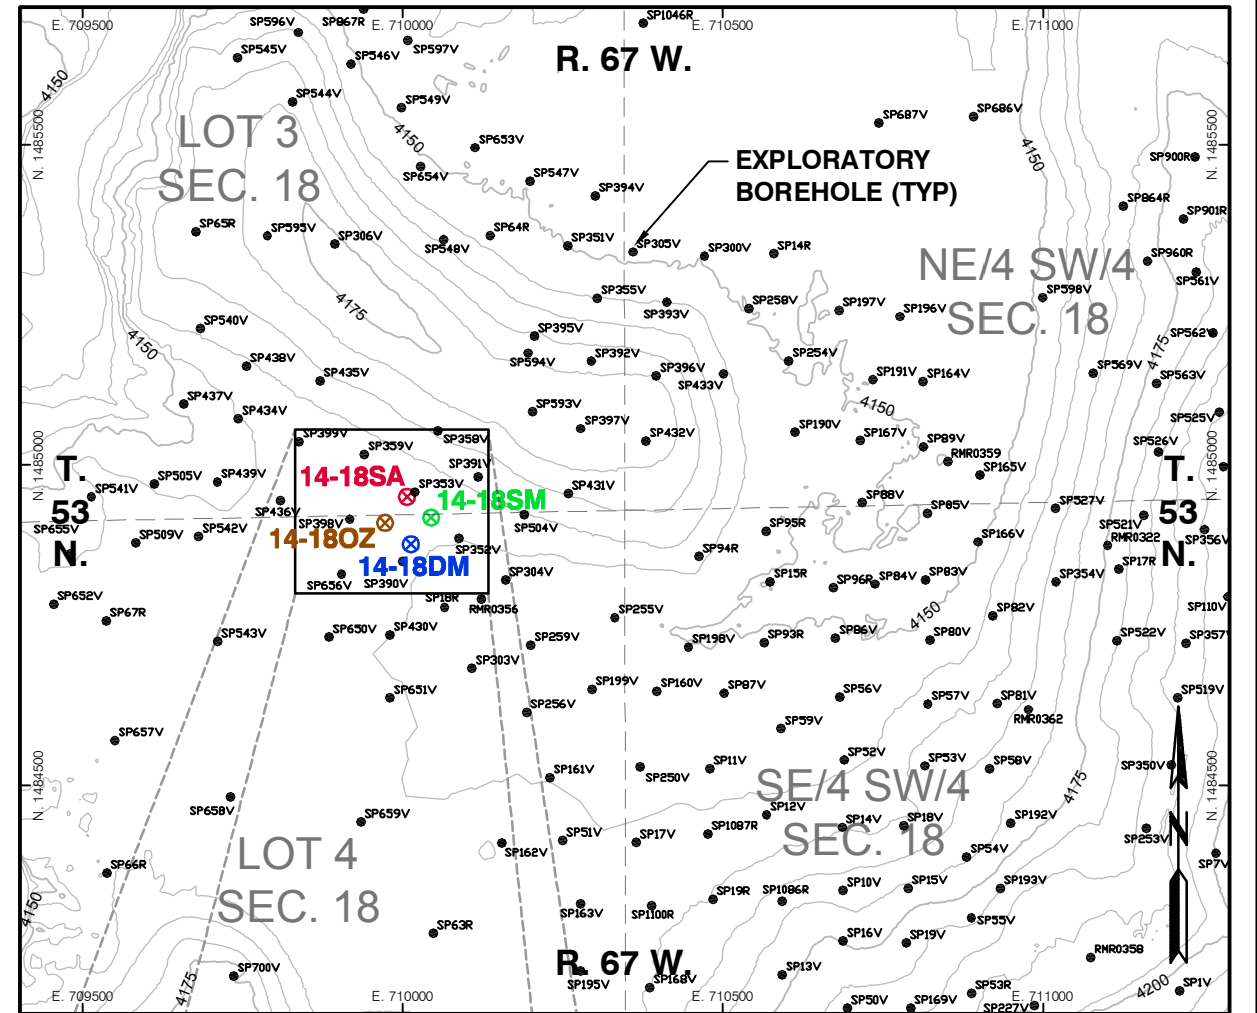 E. 709500
E. 710000
E. 710500
E. 711000
SP596V
SP867R
SP1046R
SP545V
SP546V
SP597V
R. 67 W.
4150
SP544V
SP549V
SP687V
SP686V
N. 1485500
LOT 3
SEC. 18
4150
SP653V
EXPLORATORY
BOREHOLE (TYP)
4150
SP900R
N. 1485500
SP654V
SP547V
SP394V
SP864R
SP901R
SP65R
SP595V
SP306V
SP548V
SP64R
SP351V
SP305V
SP300V
SP14R
NE/4 SW/4
SEC. 18
SP960R
SP561V
4175
SP355V
SP393V
SP258V
SP197V
SP196V
SP598V
SP540V
4150
SP395V
SP594V
SP392V
SP254V
SP562V
4175
SP438V
SP435V
SP396V
SP433V
SP191V
SP164V
SP569V
SP563V
SP437V
SP434V
SP593V
SP397V
4150
SP525V
SP399V
SP358V
SP432V
SP190V
SP167V
SP89V
SP526V
SP359V
RMR0359
N. 1485000
N. 1485000
T.
53
N.
T.
53
N.
SP541V
SP505V
SP439V
14-18SA
SP391V
SP353V
SP431V
SP165V
SP436V
14-18SM
SP88V
SP85V
SP527V
SP655V
SP509V
SP542V
SP398V
SP504V
SP95R
SP521V
14-18OZ
SP352V
SP94R
SP166V
RMR0322
SP356V
14-18DM
SP656V
SP390V
SP304V
SP15R
SP96R
SP84V
SP83V
SP354V
SP17R
SP652V
SP67R
SP18R
RMR0356
SP255V
4150
SP82V
SP110V
SP543V
SP650V
SP430V
SP259V
SP198V
SP93R
SP86V
SP80V
SP522V
SP357V
SP303V
SP651V
SP199V
SP160V
SP87V
SP56V
SP57V
SP81V
SP519V
SP256V
RMR0362
SP657V
SP59V
SP161V
SP250V
SP11V
SP52V
SP53V
SP58V
SP350V
N. 1484500
N. 1484500
SE/4 SW/4
SEC. 18
4175
SP658V
SP659V
SP12V
SP14V
SP18V
SP192V
LOT 4
SEC. 18
SP162V
SP51V
SP17V
SP1087R
SP253V
N
SP54V
SP7V
SP66R
4150
SP163V
SP1100R
SP19R
SP1086R
SP10V
SP15V
SP193V
SP63R
SP16V
SP19V
SP55V
RMR0358
SP700V
4175
R. 67 W.
SP195V
SP168V
SP13V
SP53R
4200
SP1V
SP50V
SP169V
SP227V
E. 709500
E. 710000
E. 710500
E. 711000